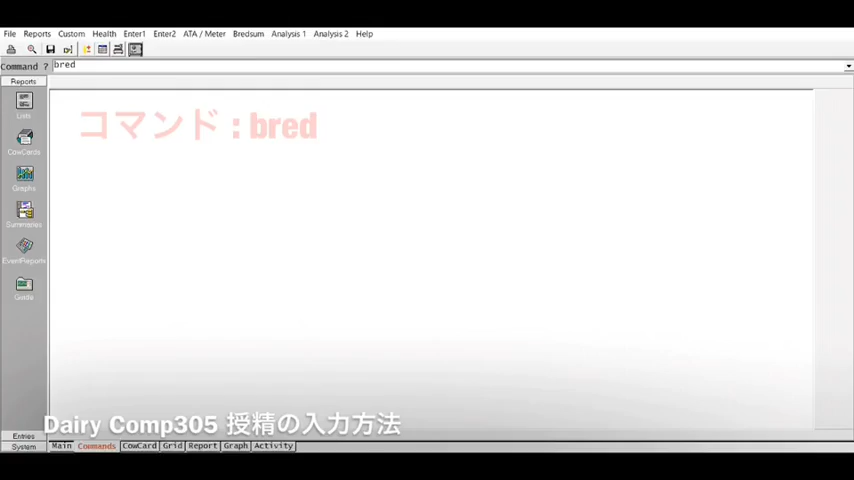 File Reports Custom Health Enter1 Enter2 ATA / Meter Bredsum Analysis 1 Analysis 2 Help
Command ? bred
Reports
コマンド : bred
Lists
CowCards
Graphs
Summaries
EventReports
Guide
Dairy Comp305 授精の入力方法
Entries
System
Main Commands CowCard Grid Report Graph Activity